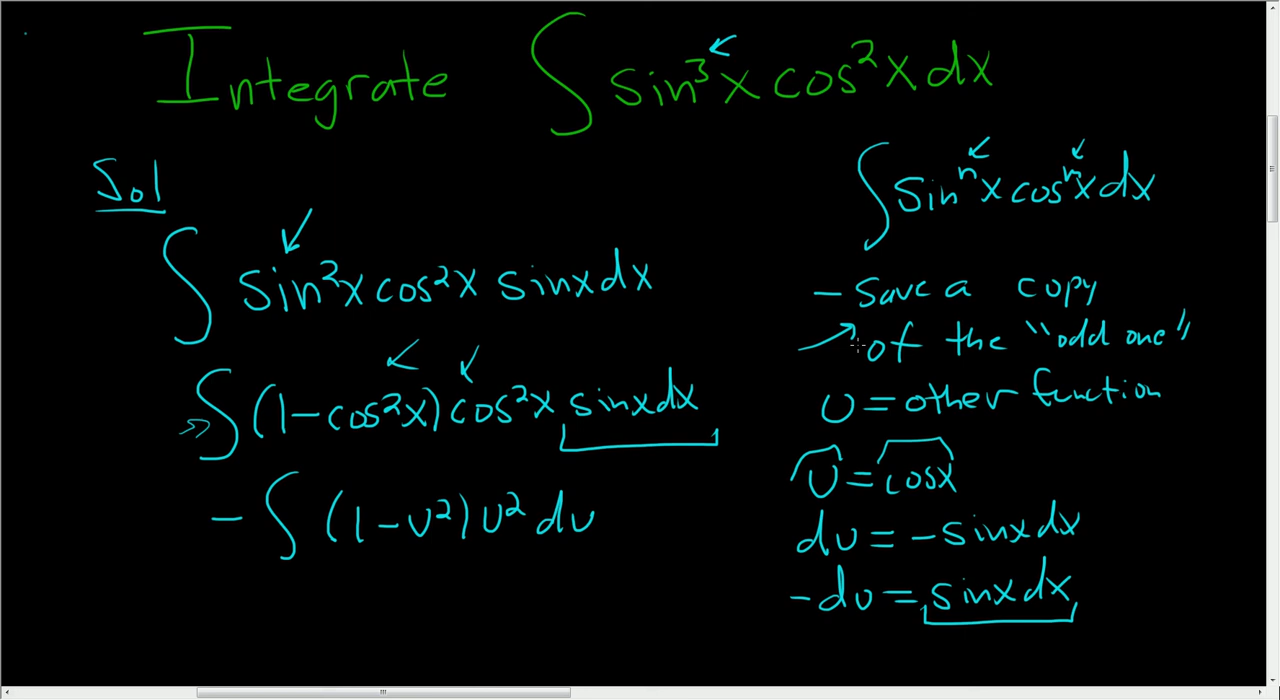 Integrate ∫ sin³x cos²x dx
Sol
∫ sin²x cos²x sinx dx
∫ (1 - cos²x) cos²x sinx dx
- ∫ (1 - u²) u² du
∫ sinⁿx cosᵐx dx
- Save a copy
of the "odd one"
u = other function
u = cosx
du = -sinx dx
-du = sinx dx